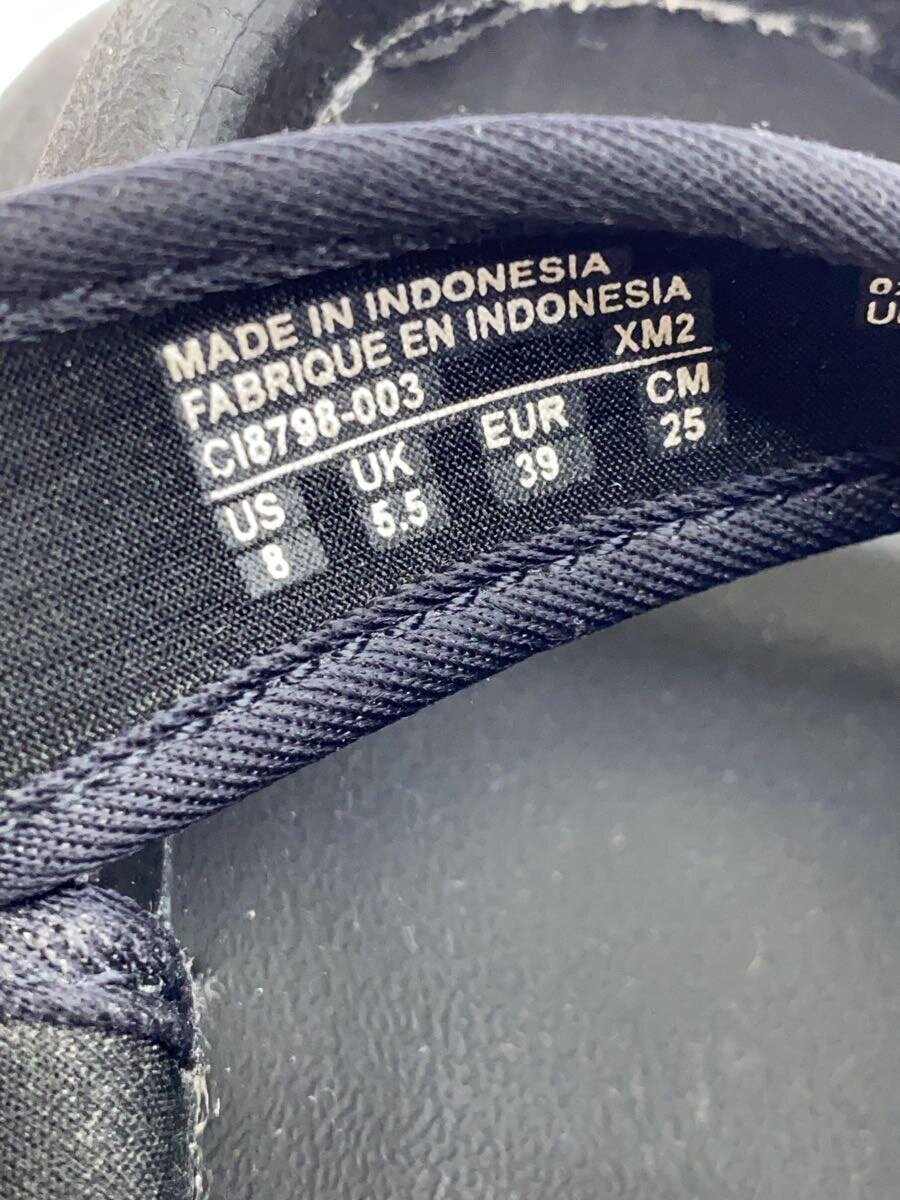 MADE IN INDONESIA
FABRIQUE EN INDONESIA
CI8798-003 XM2
US UK EUR CM
8 5.5 39 25